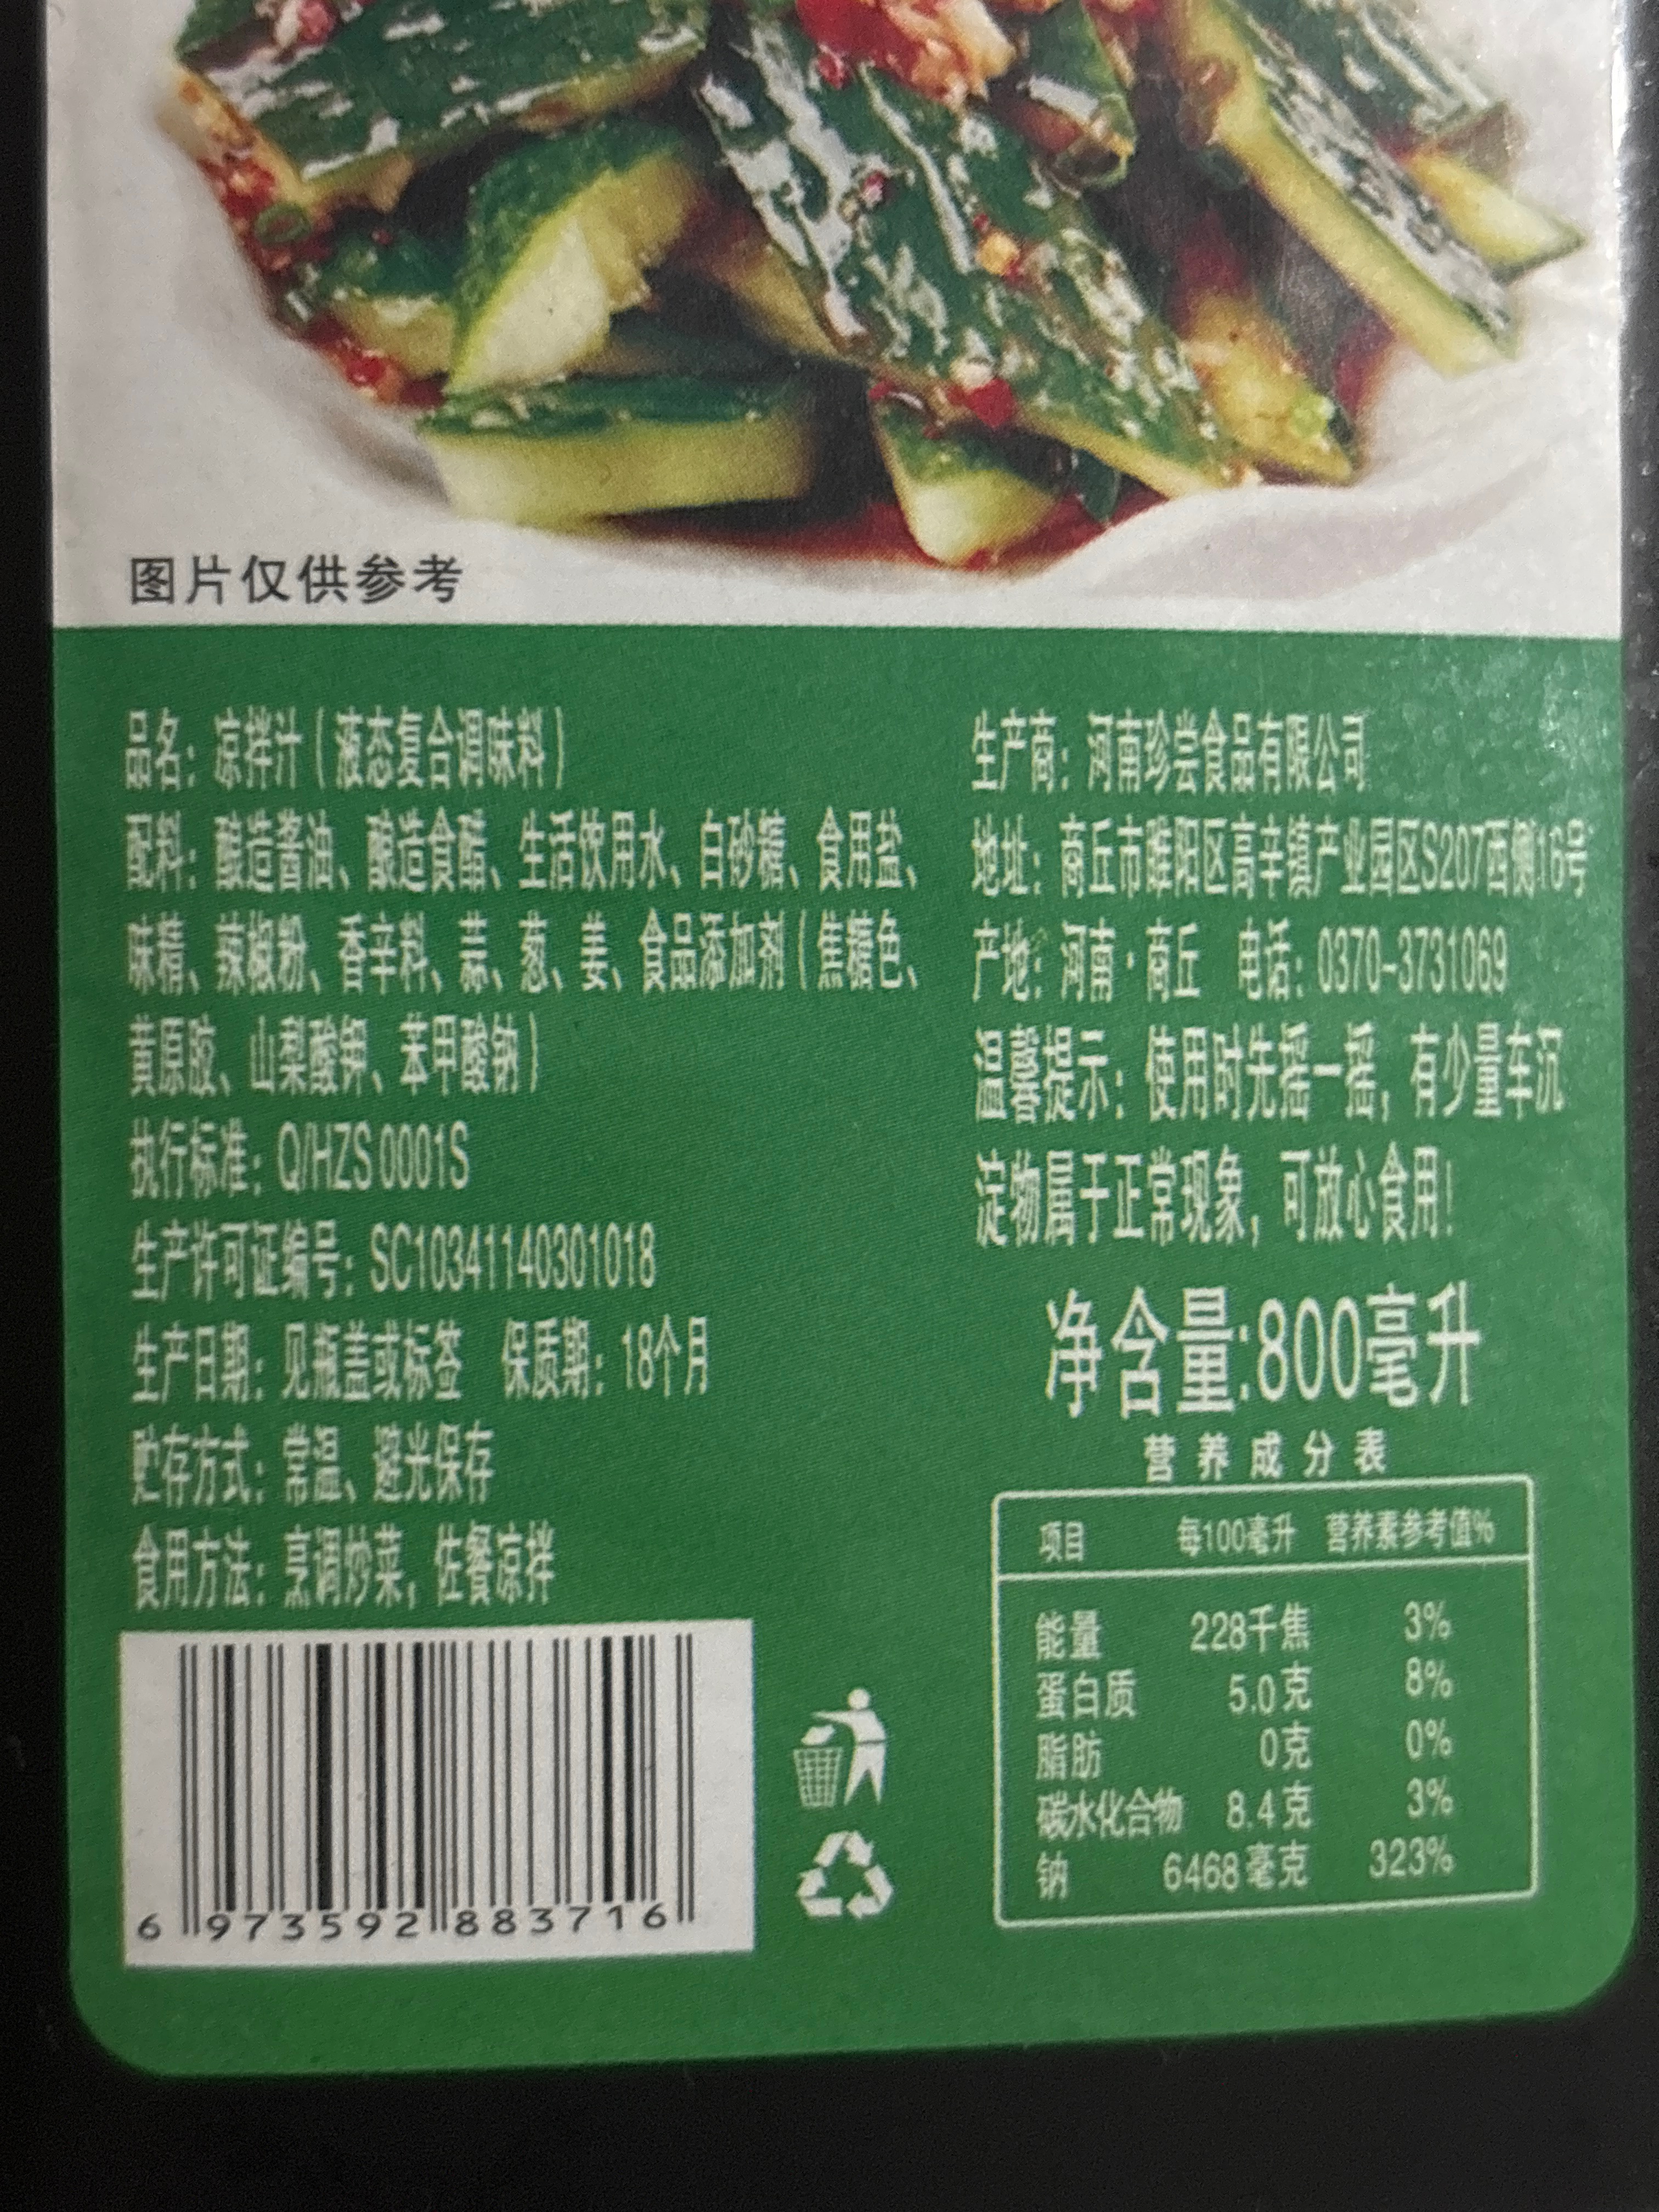 图片仅供参考
品名：凉拌汁（液态复合调味料）
配料：酿造酱油、酿造食醋、生活饮用水、白砂糖、食用盐、
味精、辣椒粉、香辛料、蒜、葱、姜、食品添加剂（焦糖色、
黄原胶、山梨酸钾、苯甲酸钠）
执行标准：Q/HZS 0001S
生产许可证编号：SC10341140301018
生产日期：见瓶盖或标签 保质期：18个月
贮存方式：常温、避光保存
食用方法：烹调炒菜，佐餐凉拌
6 973592 883716
生产商：河南珍尝食品有限公司
地址：商丘市睢阳区高辛镇产业园区S207西侧16号
产地：河南·商丘 电话：0370-3731069
温馨提示：使用时先摇一摇，有少量车沉
淀物属于正常现象，可放心食用！
净含量:800毫升
营养成分表
项目 每100毫升 营养素参考值%
能量 228千焦 3%
蛋白质 5.0克 8%
脂肪 0克 0%
碳水化合物 8.4克 3%
钠 6468毫克 323%